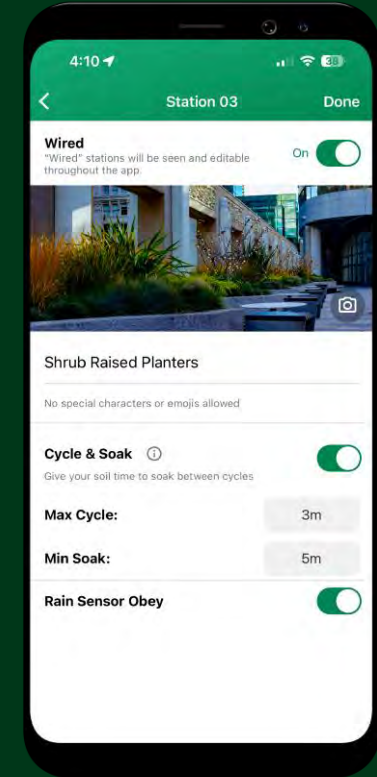 4:10
38
Station 03
Done
Wired
"Wired" stations will be seen and editable
throughout the app.
On
Shrub Raised Planters
No special characters or emojis allowed
Cycle & Soak
Give your soil time to soak between cycles
Max Cycle:
3m
Min Soak:
5m
Rain Sensor Obey